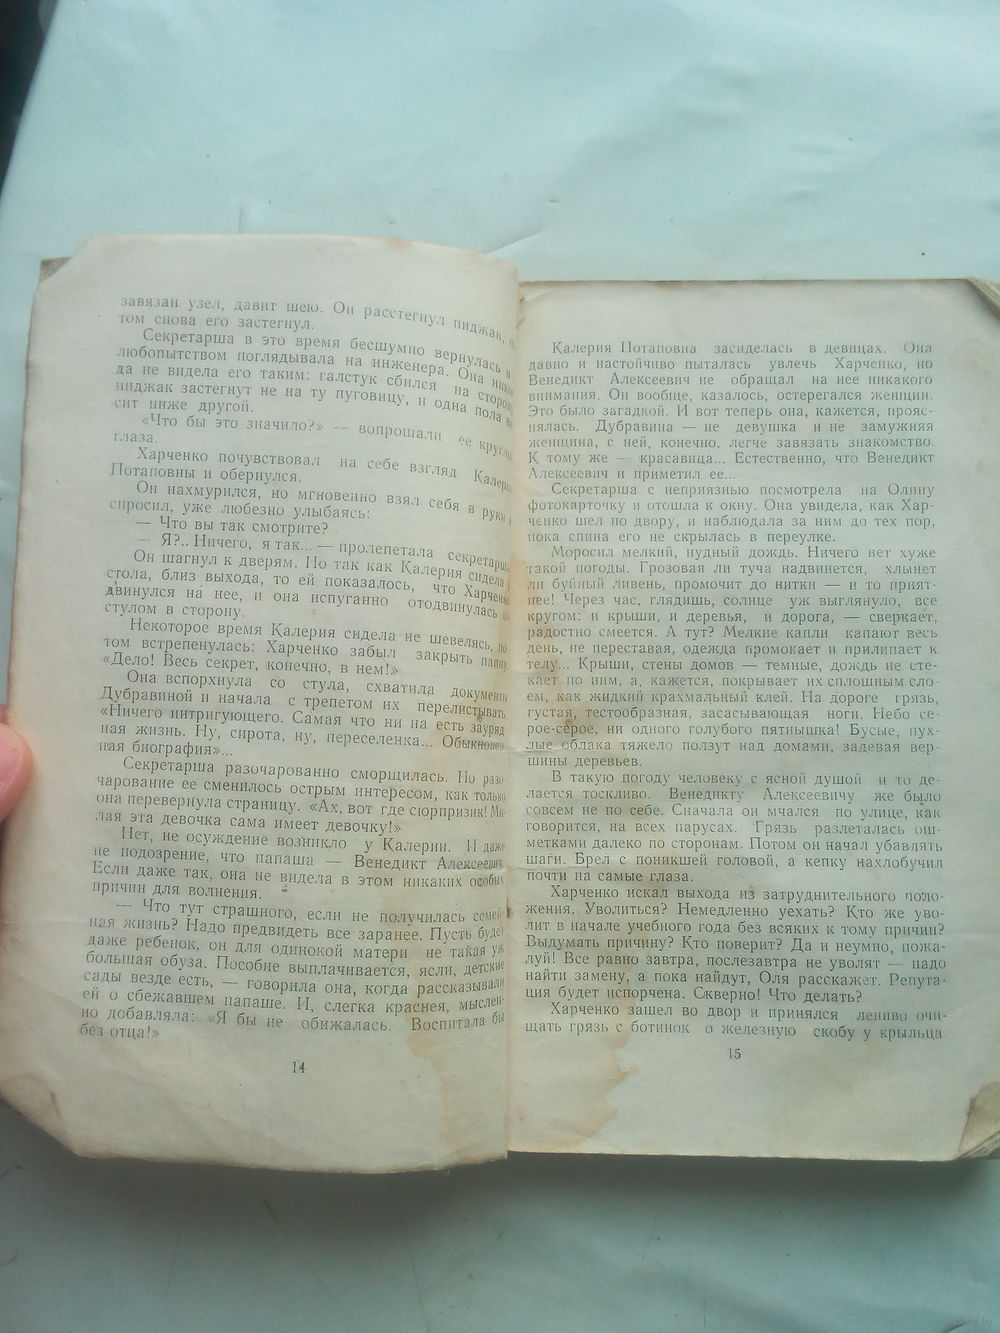 завязан узел, давит шею. Он расстегнул пиджак,
том снова его застегнул.
Секретарша в это время бесшумно вернулась и
любопытством поглядывала на инженера. Она
да не видела его таким: галстук сбился на
пиджак застегнут не на ту пуговицу, и одна пола
сит ниже другой.
«Что бы это значило?» — вопрошали ее
глаза.
Харченко почувствовал на себе взгляд
Потаповны и обернулся.
Он нахмурился, но мгновенно взял себя в руки и
спросил, уже любезно улыбаясь:
— Что вы так смотрите?
— Я?.. Ничего, я так... — пролепетала
Он шагнул к дверям. Но так как Калерия сидела у
стола, близ выхода, то ей показалось, что Харченко
двинулся на нее, и она испуганно отодвинулась со
стулом в сторону.
Некоторое время Калерия сидела не шевелясь, по
том встрепенулась: Харченко забыл закрыть папку.
«Дело! Весь секрет, конечно, в нем!»
Она вспорхнула со стула, схватила документы
Дубравиной и начала с трепетом их перелистывать.
«Ничего интригующего. Самая что ни на есть зауряд
ная жизнь. Ну, сирота, ну, переселенка... Обыкновен
ная биография»...
Секретарша разочарованно сморщилась. Но разо
чарование ее сменилось острым интересом, как только
она перевернула страницу. «Ах, вот где сюрпризик! Ми
лая эта девочка сама имеет девочку!»
Нет, не осуждение возникло у Калерии. И даже
не подозрение, что папаша — Венедикт Алексеевич.
Если даже так, она не видела в этом никаких особых
причин для волнения.
— Что тут страшного, если не получилась семей-
ная жизнь? Надо предвидеть все заранее. Пусть будет
даже ребенок, он для одинокой матери не такая уж
большая обуза. Пособие выплачивается, ясли, детские
сады везде есть, — говорила она, когда рассказывали
ей о сбежавшем папаше. И, слегка краснея, мыслен-
но добавляла: «Я бы не обижалась. Воспитала бы
без отца!»
14
Калерия Потаповна засиделась в девицах. Она
давно и настойчиво пыталась увлечь Харченко, но
Венедикт Алексеевич не обращал на нее никакого
внимания. Он вообще, казалось, остерегался женщин.
Это было загадкой. И вот теперь она, кажется, прояс-
нялась. Дубравина — не девушка и не замужняя
женщина, с ней, конечно, легче завязать знакомство.
К тому же — красавица... Естественно, что Венедикт
Алексеевич и приметил ее...
Секретарша с неприязнью посмотрела на Олину
фотокарточку и отошла к окну. Она увидела, как Хар-
ченко шел по двору, и наблюдала за ним до тех пор,
пока спина его не скрылась в переулке.
Моросил мелкий, нудный дождь. Ничего нет хуже
такой погоды. Грозовая ли туча надвинется, хлынет
ли буйный ливень, промочит до нитки — и то прият-
нее! Через час, глядишь, солнце уж выглянуло, все
кругом: и крыши, и деревья, и дорога, — сверкает,
радостно смеется. А тут? Мелкие капли капают весь
день, не переставая, одежда промокает и прилипает к
телу... Крыши, стены домов — темные, дождь не сте-
кает по ним, а, кажется, покрывает их сплошным сло-
ем, как жидкий крахмальный клей. На дороге грязь,
густая, тестообразная, засасывающая ноги. Небо се-
рое-серое, ни одного голубого пятнышка! Бусые, пух-
лые облака тяжело ползут над домами, задевая вер-
шины деревьев.
В такую погоду человеку с ясной душой и то де-
лается тоскливо. Венедикту Алексеевичу же было
совсем не по себе. Сначала он мчался по улице, как
говорится, на всех парусах. Грязь разлеталась ош-
метками далеко по сторонам. Потом он начал убавлять
шаги. Брел с поникшей головой, а кепку нахлобучил
почти на самые глаза.
Харченко искал выхода из затруднительного поло-
жения. Уволиться? Немедленно уехать? Кто же уво-
лит в начале учебного года без всяких к тому причин?
Выдумать причину? Кто поверит? Да и неумно, пожа-
луй! Все равно завтра, послезавтра не уволят — надо
найти замену, а пока найдут, Оля расскажет. Репута-
ция будет испорчена. Скверно! Что делать?
Харченко зашел во двор и принялся лениво очи-
щать грязь с ботинок о железную скобу у крыльца.
15